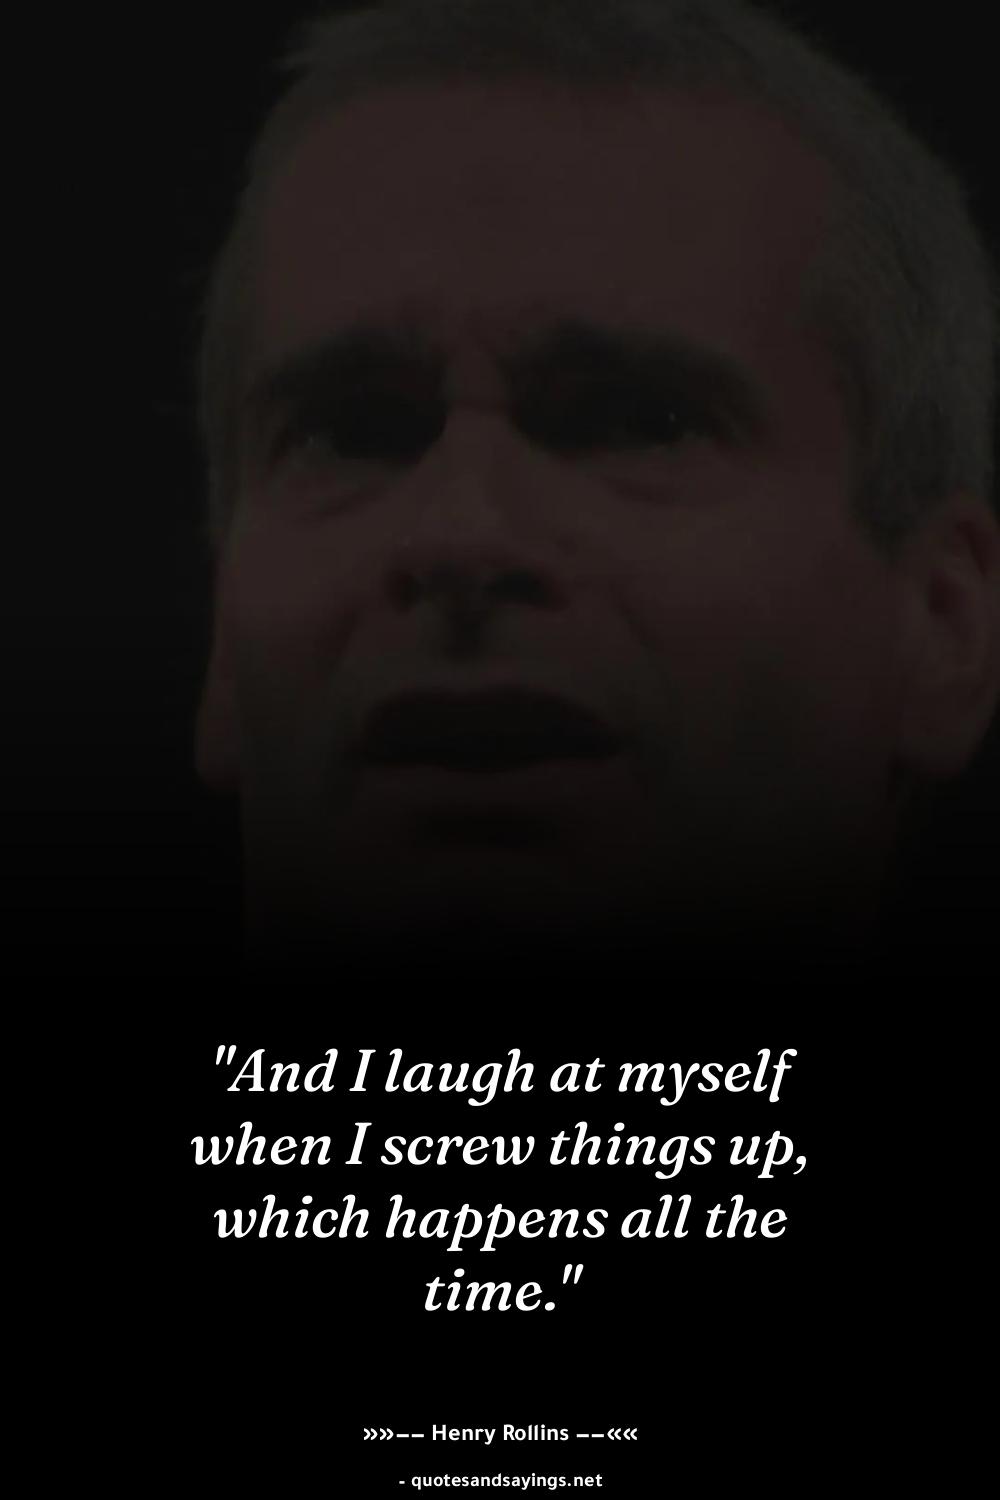 "And I laugh at myself
when I screw things up,
which happens all the
time."
»»−− Henry Rollins −−««
- quotesandsayings.net